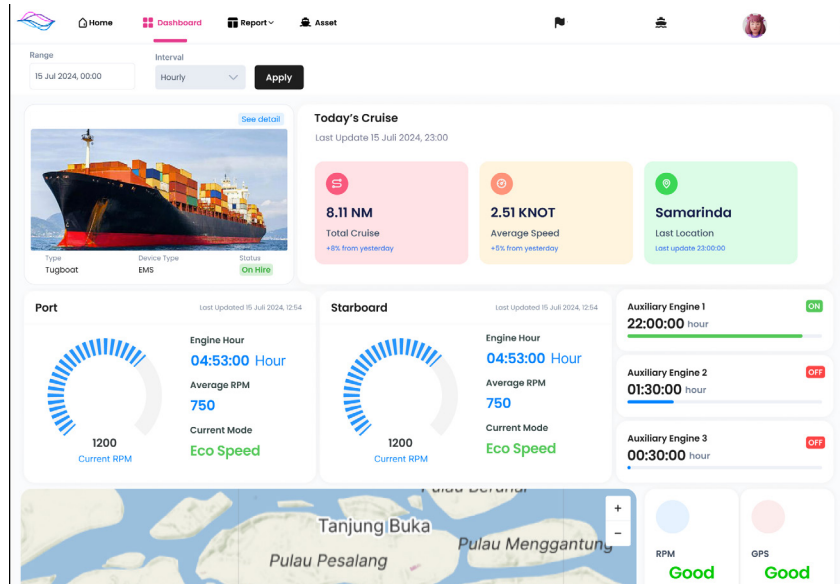 Home
Dashboard
Report
Asset
Range
15 Jul 2024, 00:00
Interval
Hourly
Apply
See detail
Type
Tugboat
Device Type
EMS
Status
On Hire
Today's Cruise
Last Update 15 Juli 2024, 23:00
8.11 NM
Total Cruise
+8% from yesterday
2.51 KNOT
Average Speed
+5% from yesterday
Samarinda
Last Location
Last update 23:00:00
Port
Last Updated 15 Juli 2024, 12:54
Engine Hour
04:53:00 Hour
Average RPM
750
Current Mode
Eco Speed
1200
Current RPM
Starboard
Last Updated 15 Juli 2024, 12:54
Engine Hour
04:53:00 Hour
Average RPM
750
Current Mode
Eco Speed
1200
Current RPM
Auxiliary Engine 1
ON
22:00:00 hour
Auxiliary Engine 2
OFF
01:30:00 hour
Auxiliary Engine 3
OFF
00:30:00 hour
Tanjung Buka
Pulau Menggantung
Pulau Pesalang
+
−
RPM
Good
GPS
Good